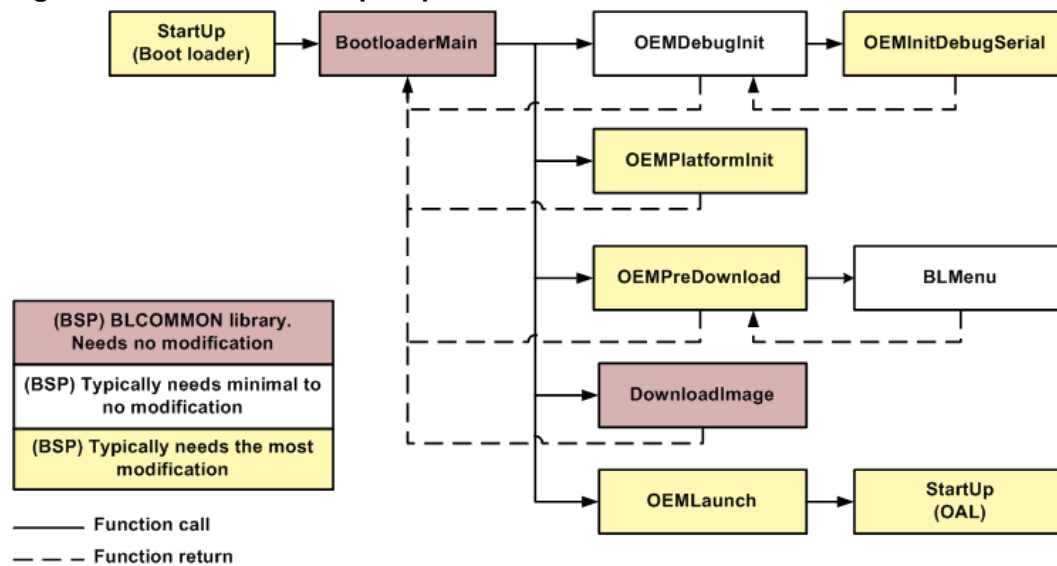 StartUp
(Boot loader)
BootloaderMain
OEMDebugInit
OEMInitDebugSerial
OEMPlatformInit
OEMPreDownload
BLMenu
(BSP) BLCOMMON library.
Needs no modification
(BSP) Typically needs minimal to
no modification
(BSP) Typically needs the most
modification
DownloadImage
OEMLaunch
StartUp
(OAL)
Function call
Function return